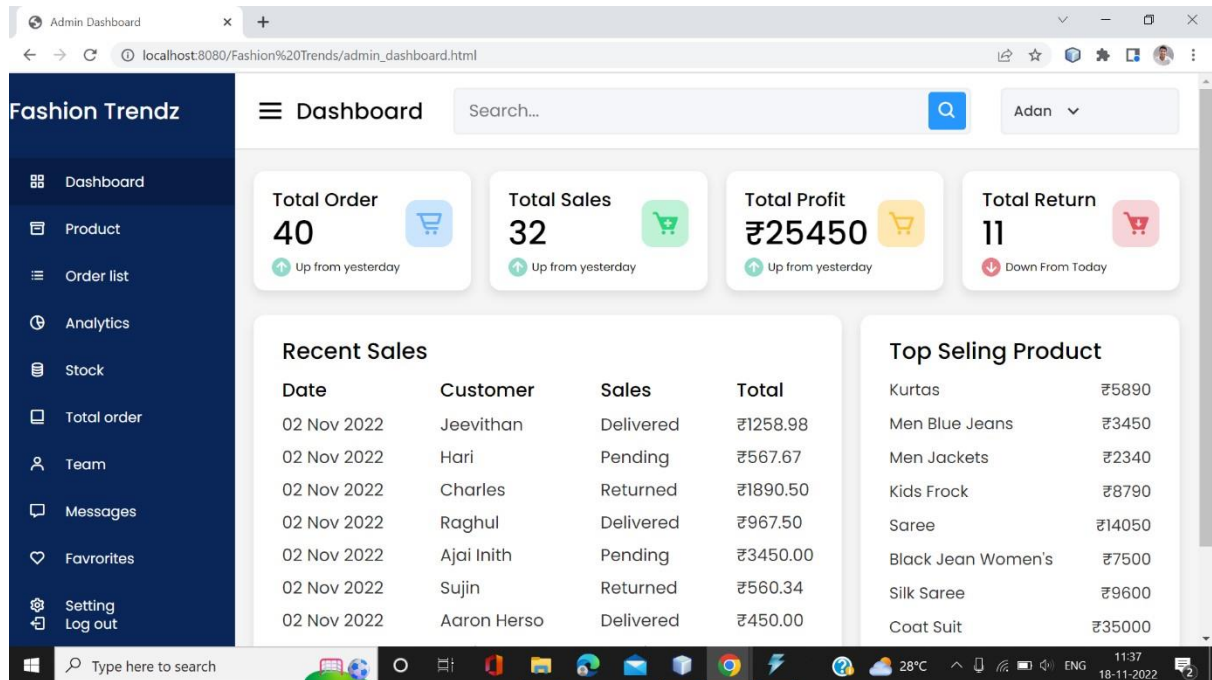 Admin Dashboard
localhost:8080/Fashion%20Trends/admin_dashboard.html
Fashion Trendz
Dashboard
Search...
Adan
Dashboard
Product
Order list
Analytics
Stock
Total order
Team
Messages
Favrorites
Setting
Log out
Total Order
40
Up from yesterday
Total Sales
32
Up from yesterday
Total Profit
₹25450
Up from yesterday
Total Return
11
Down From Today
Recent Sales
Date Customer Sales Total
02 Nov 2022 Jeevithan Delivered ₹1258.98
02 Nov 2022 Hari Pending ₹567.67
02 Nov 2022 Charles Returned ₹1890.50
02 Nov 2022 Raghul Delivered ₹967.50
02 Nov 2022 Ajai Inith Pending ₹3450.00
02 Nov 2022 Sujin Returned ₹560.34
02 Nov 2022 Aaron Herso Delivered ₹450.00
Top Seling Product
Kurtas ₹5890
Men Blue Jeans ₹3450
Men Jackets ₹2340
Kids Frock ₹8790
Saree ₹14050
Black Jean Women's ₹7500
Silk Saree ₹9600
Coat Suit ₹35000
Type here to search
28°C
ENG
11:37
18-11-2022
2